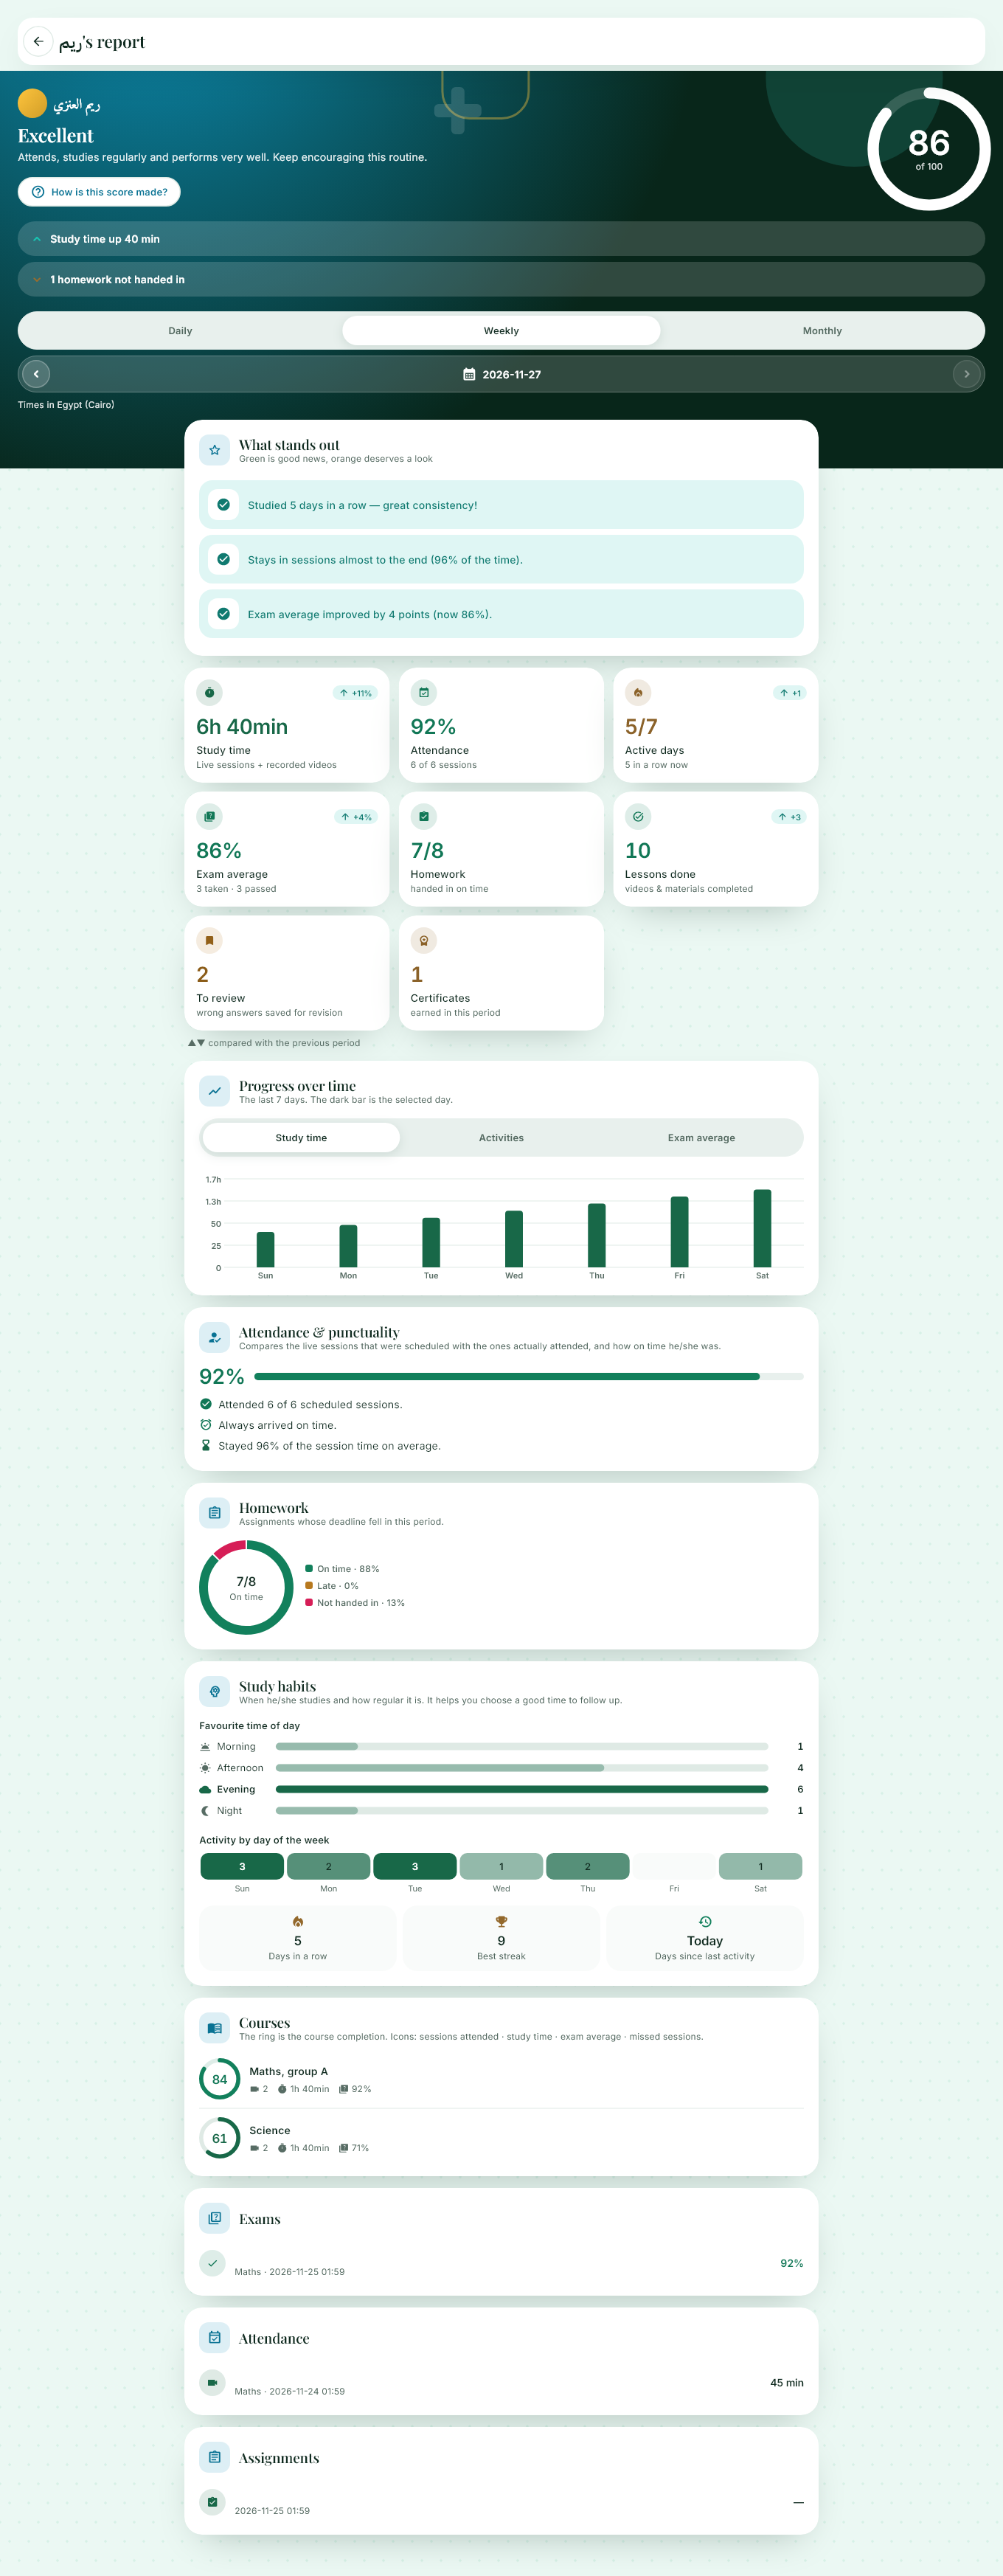 ريم's report
ريم العنزي
Excellent
Attends, studies regularly and performs very well. Keep encouraging this routine.
86
of 100
How is this score made?
Study time up 40 min
1 homework not handed in
Daily
Weekly
Monthly
2026-11-27
Times in Egypt (Cairo)
What stands out
Green is good news, orange deserves a look
Studied 5 days in a row — great consistency!
Stays in sessions almost to the end (96% of the time).
Exam average improved by 4 points (now 86%).
+11%
6h 40min
Study time
Live sessions + recorded videos
92%
Attendance
6 of 6 sessions
+1
5/7
Active days
5 in a row now
+4%
86%
Exam average
3 taken · 3 passed
7/8
Homework
handed in on time
+3
10
Lessons done
videos & materials completed
2
To review
wrong answers saved for revision
1
Certificates
earned in this period
▲▼ compared with the previous period
Progress over time
The last 7 days. The dark bar is the selected day.
Study time
Activities
Exam average
1.7h
1.3h
50
25
0
Sun Mon Tue Wed Thu Fri Sat
Attendance & punctuality
Compares the live sessions that were scheduled with the ones actually attended, and how on time he/she was.
92%
Attended 6 of 6 scheduled sessions.
Always arrived on time.
Stayed 96% of the session time on average.
Homework
Assignments whose deadline fell in this period.
7/8
On time
On time · 88%
Late · 0%
Not handed in · 13%
Study habits
When he/she studies and how regular it is. It helps you choose a good time to follow up.
Favourite time of day
Morning 1
Afternoon 4
Evening 6
Night 1
Activity by day of the week
3 2 3 1 2 1
Sun Mon Tue Wed Thu Fri Sat
5
Days in a row
9
Best streak
Today
Days since last activity
Courses
The ring is the course completion. Icons: sessions attended · study time · exam average · missed sessions.
84
Maths, group A
2 1h 40min 92%
61
Science
2 1h 40min 71%
Exams
Maths · 2026-11-25 01:59
92%
Attendance
Maths · 2026-11-24 01:59
45 min
Assignments
2026-11-25 01:59
—